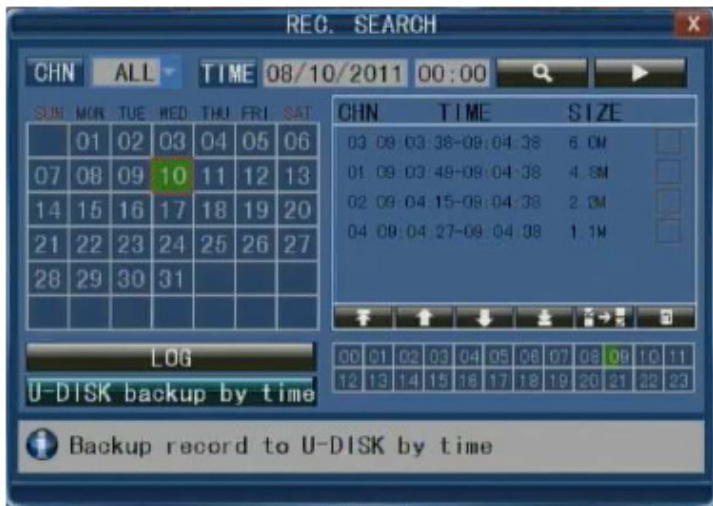 REC. SEARCH X
CHN ALL TIME 08/10/2011 00:00
SUN MON TUE WED THU FRI SAT
01 02 03 04 05 06
07 08 09 10 11 12 13
14 15 16 17 18 19 20
21 22 23 24 25 26 27
28 29 30 31
CHN TIME SIZE
03 09:03:38-09:04:38 6.0M
01 09:03:49-09:04:38 4.8M
02 09:04:15-09:04:38 2.2M
04 09:04:27-09:04:38 1.1M
00 01 02 03 04 05 06 07 08 09 10 11
12 13 14 15 16 17 18 19 20 21 22 23
LOG
U-DISK backup by time
Backup record to U-DISK by time